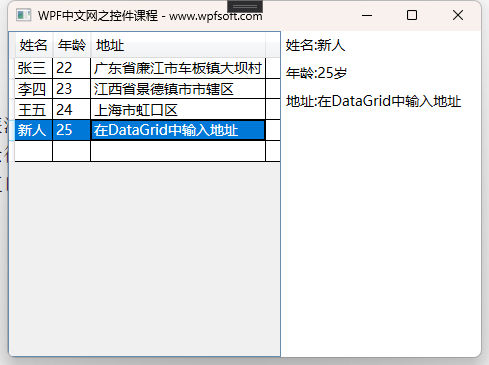 WPF中文网之控件课程 - www.wpfsoft.com
姓名 年龄 地址
张三 22 广东省廉江市车板镇大坝村
李四 23 江西省景德镇市市辖区
王五 24 上海市虹口区
新人 25 在DataGrid中输入地址
姓名:新人
年龄:25岁
地址:在DataGrid中输入地址